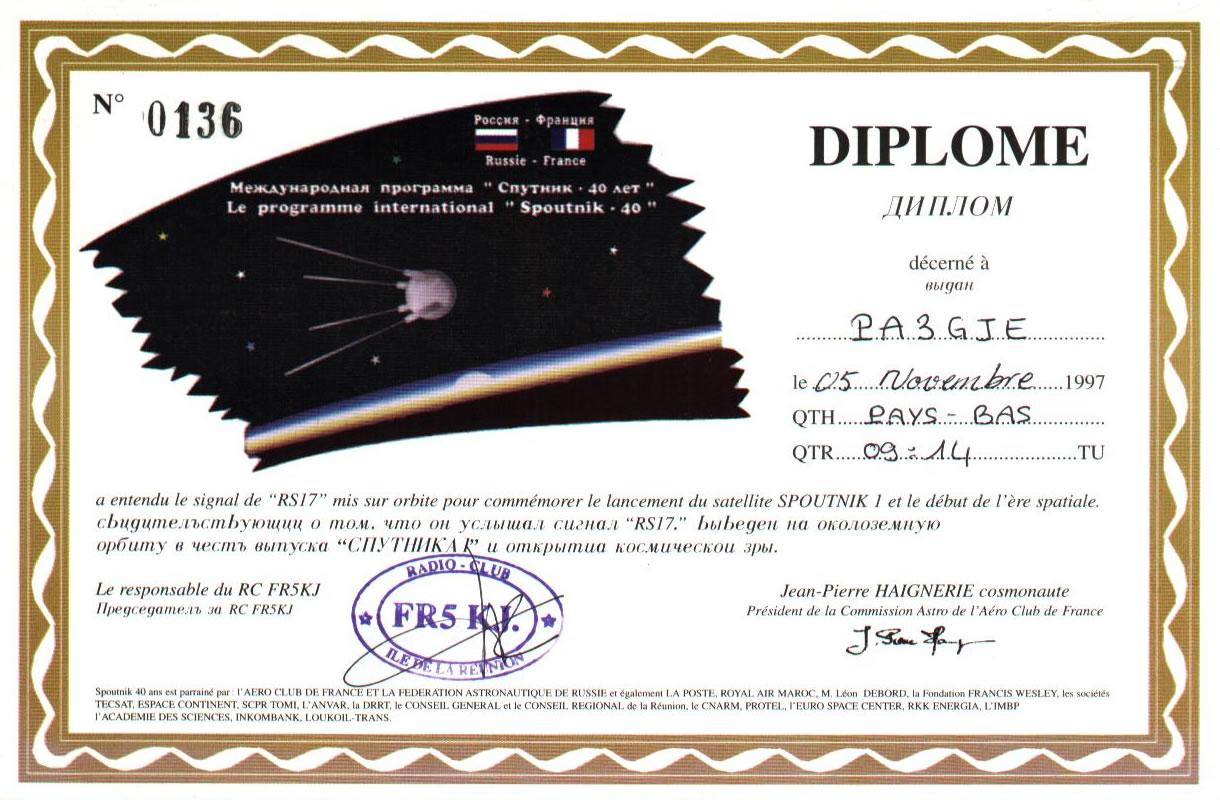 N° 0136
Россия - Франция
Russie - France
Международная программа " Спутник - 40 лет "
Le programme international " Spoutnik - 40 "
DIPLOME
ДИПЛОМ
décerné à
выдан
PA3GJE
le 05 Novembre 1997
QTH PAYS-BAS
QTR 09:14 TU
a entendu le signal de “RS17” mis sur orbite pour commémorer le lancement du satellite SPOUTNIK 1 et le début de l’ère spatiale.
сЬидцтелъстЬующцц о том. что он услышал сигнал “RS17.” ЬыЬеден на околоземную
орбиту в честъ выпуска “СПУТНИКА I” и открытиа космическои зры.
Le responsable du RC FR5KJ
Председателъ за RC FR5KJ
RADIO-CLUB
FR5 KJ.
ILE DE LA REUNION
Jean-Pierre HAIGNERIE cosmonaute
Président de la Commission Astro de l’Aéro Club de France
Spoutnik 40 ans est parrainé par : l’AERO CLUB DE FRANCE ET LA FEDERATION ASTRONAUTIQUE DE RUSSIE et également LA POSTE, ROYAL AIR MAROC, M. Léon DEBORD, la Fondation FRANCIS WESLEY, les sociétés
TECSAT, ESPACE CONTINENT, SCPR TOMI, L’ANVAR, la DRRT, le CONSEIL GENERAL et le CONSEIL REGIONAL de la Réunion, le CNARM, PROTEL, l’EURO SPACE CENTER, RKK ENERGIA, L’IMBP
l’ACADEMIE DES SCIENCES, INKOMBANK, LOUKOIL-TRANS.